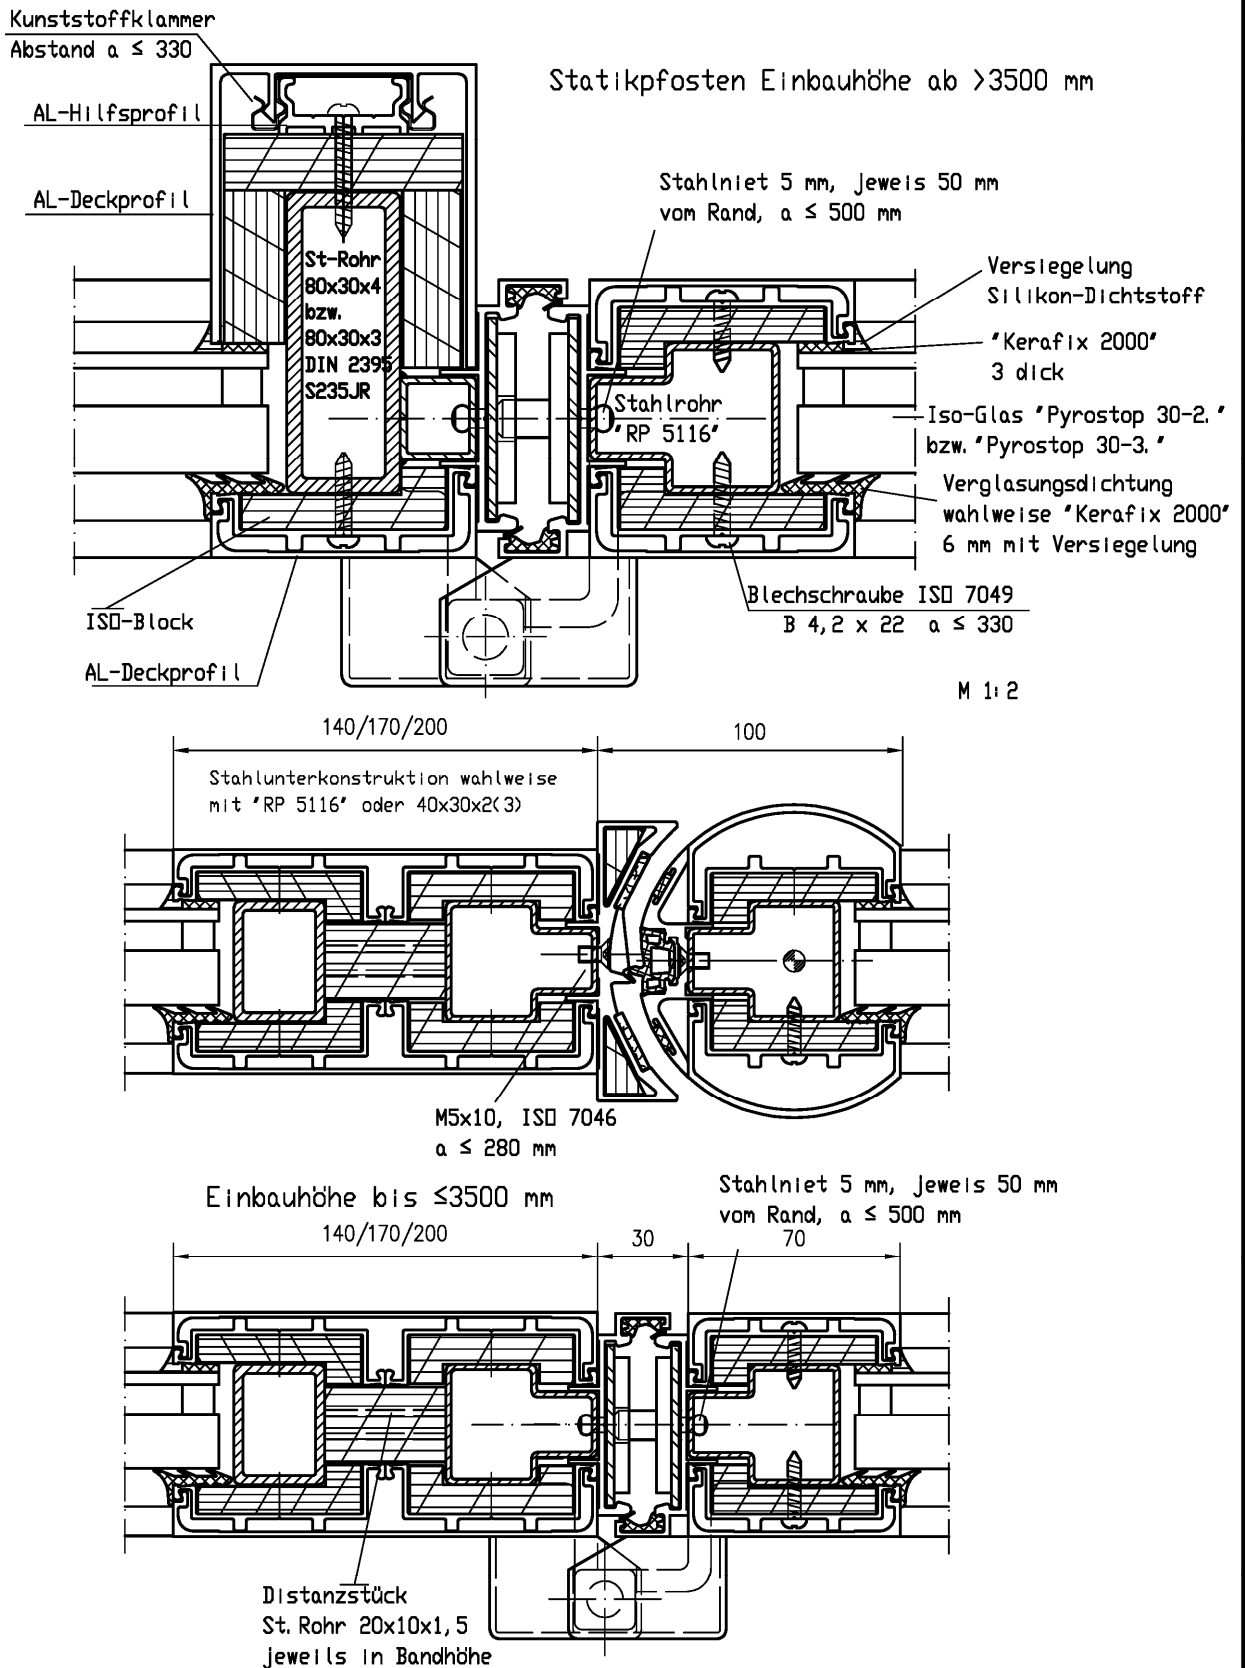 Kunststoffklammer
Abstand a ≤ 330
Statikpfosten Einbauhöhe ab >3500 mm
AL-Hilfsprofil
AL-Deckprofil
Stahlniet 5 mm, jeweis 50 mm
vom Rand, a ≤ 500 mm
St-Rohr
80x30x4
bzw.
80x30x3
DIN 2395
S235JR
Versiegelung
Silikon-Dichtstoff
"Kerafix 2000"
3 dick
Stahlrohr
"RP 5116"
Iso-Glas "Pyrostop 30-2."
bzw. "Pyrostop 30-3."
Verglasungsdichtung
wahlweise "Kerafix 2000"
6 mm mit Versiegelung
Blechschraube ISO 7049
B 4,2 x 22 a ≤ 330
ISO-Block
AL-Deckprofil
M 1:2
140/170/200
100
Stahlunterkonstruktion wahlweise
mit "RP 5116" oder 40x30x2(3)
M5x10, ISO 7046
a ≤ 280 mm
Einbauhöhe bis ≤3500 mm
Stahlniet 5 mm, jeweis 50 mm
vom Rand, a ≤ 500 mm
140/170/200
30
70
Distanzstück
St. Rohr 20x10x1,5
jeweils in Bandhöhe